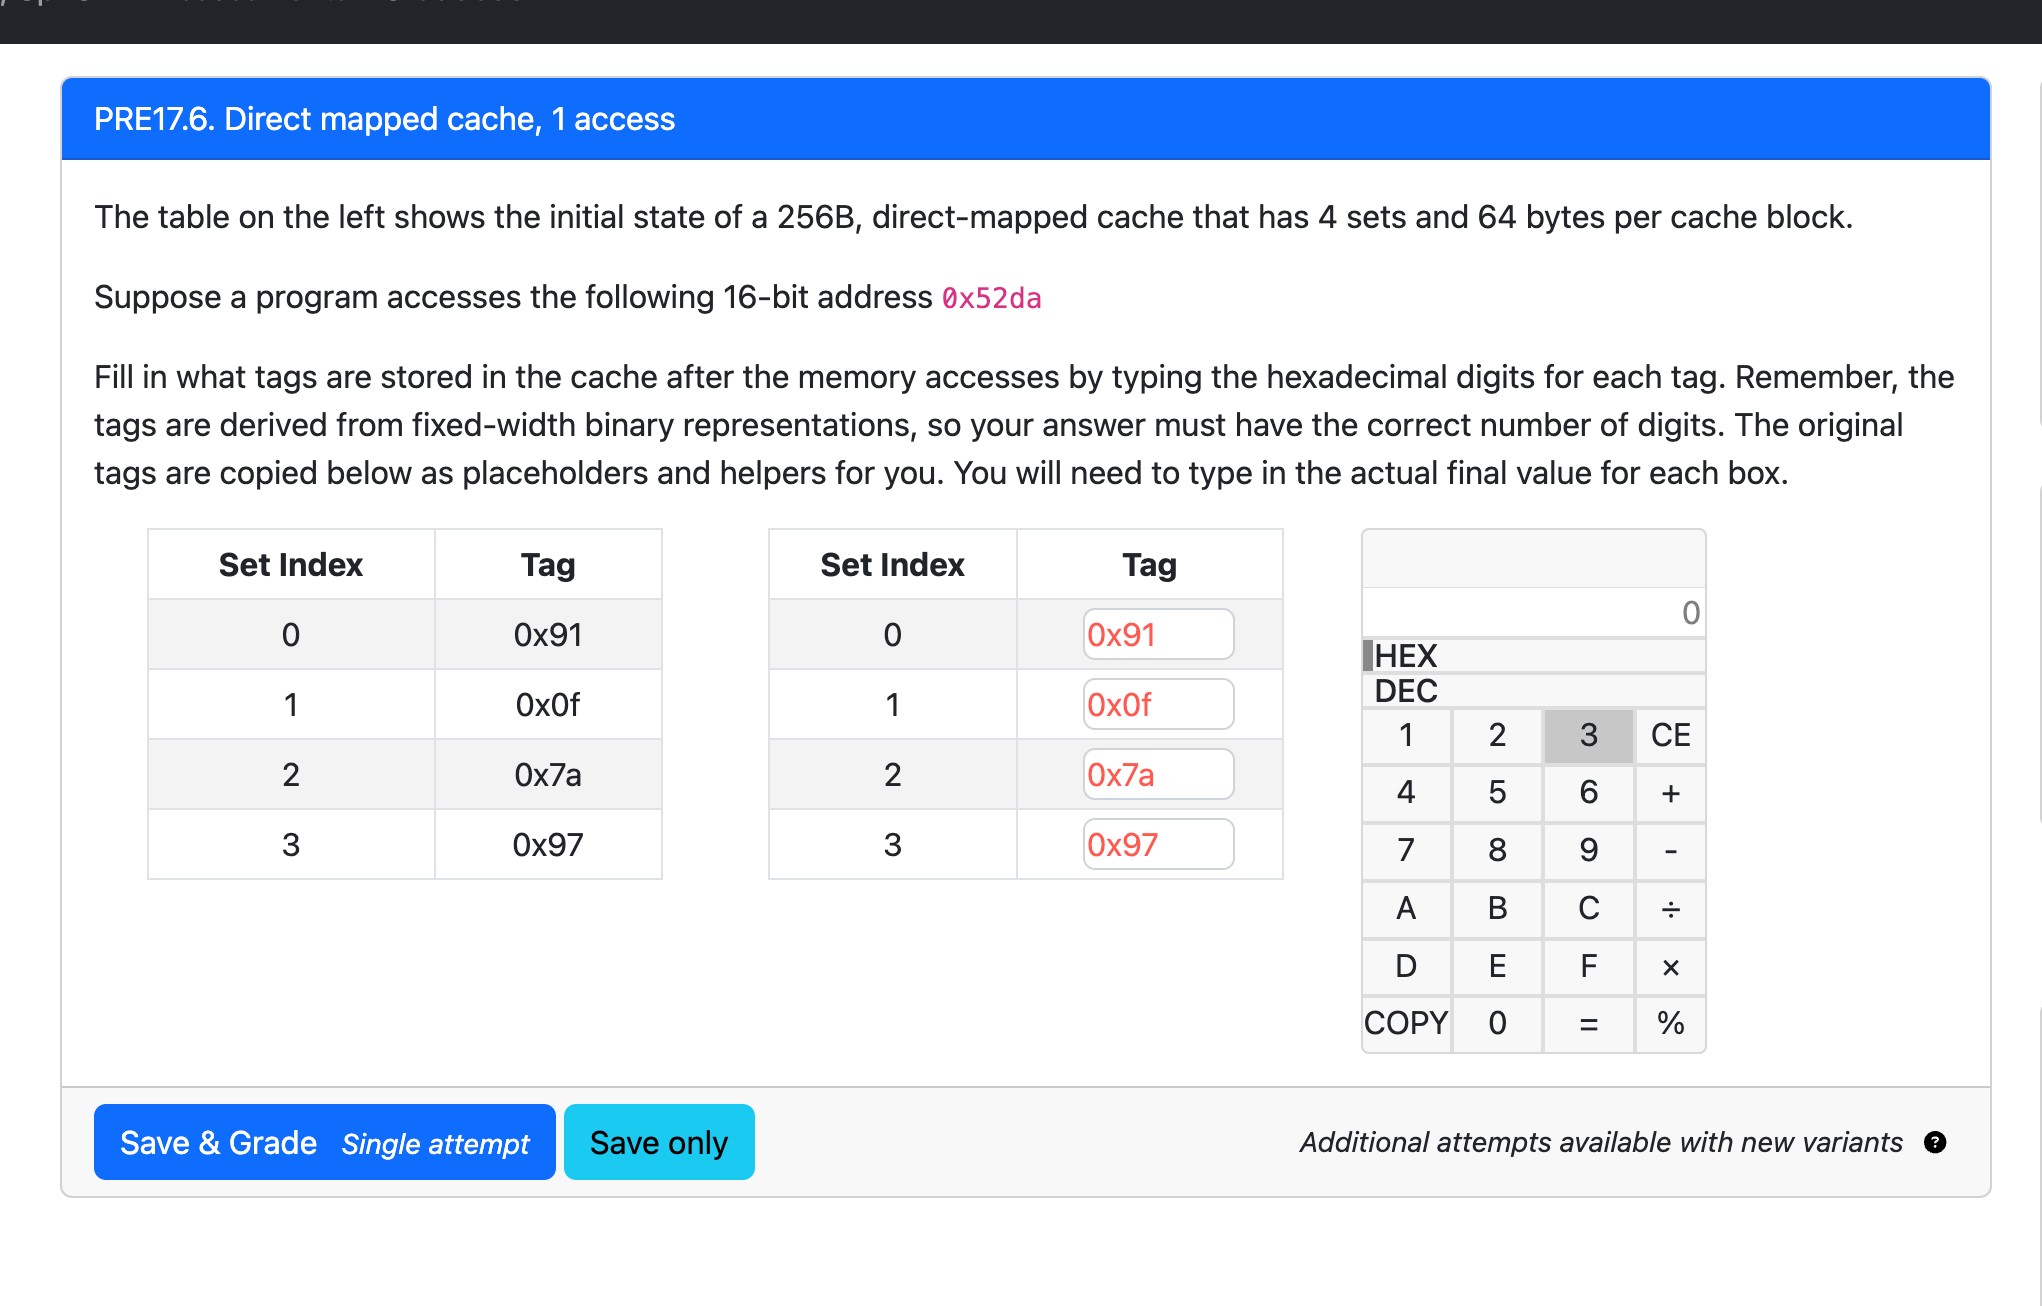 PRE17.6. Direct mapped cache, 1 access
The table on the left shows the initial state of a 256B, direct-mapped cache that has 4 sets and 64 bytes per cache block.
Suppose a program accesses the following 16-bit address 0x52da
Fill in what tags are stored in the cache after the memory accesses by typing the hexadecimal digits for each tag. Remember, the
tags are derived from fixed-width binary representations, so your answer must have the correct number of digits. The original
tags are copied below as placeholders and helpers for you. You will need to type in the actual final value for each box.
Set Index Tag
0 0x91
1 0x0f
2 0x7a
3 0x97
Set Index Tag
0 0x91
1 0x0f
2 0x7a
3 0x97
0
HEX
DEC
1 2 3 CE
4 5 6 +
7 8 9 -
A B C ÷
D E F ×
COPY 0 = %
Save & Grade Single attempt Save only Additional attempts available with new variants ?